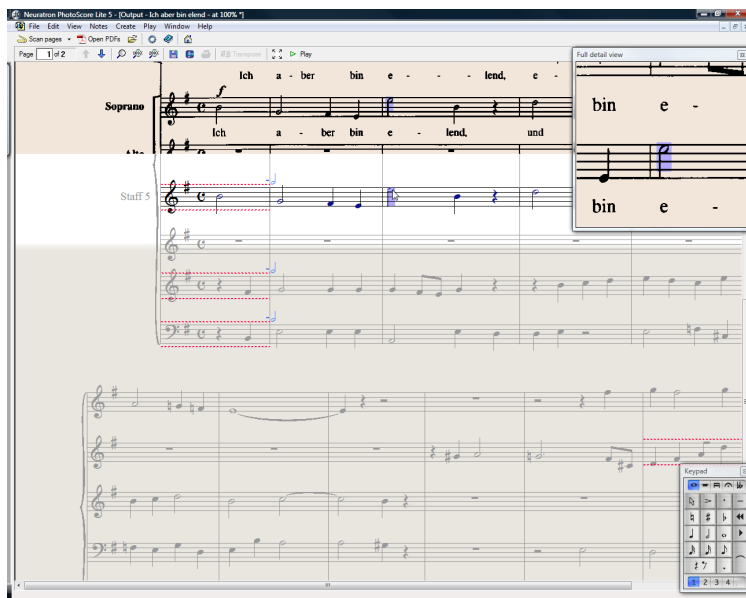 Neuratron PhotoScore Lite 5 - [Output - Ich aber bin elend - at 100% *]
File Edit View Notes Create Play Window Help
Scan pages Open PDFs
Page 1 of 2 Transpose Play
Full detail view
Ich a - ber bin e - lend, e -
f
Soprano
Ich a - ber bin e - lend, und
bin e -
bin e -
Staff 5
Keypad
1 2 3 4